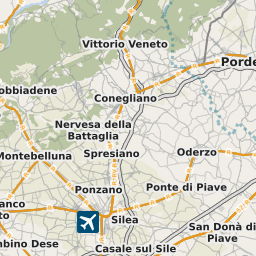 Vittorio Veneto
Porde
obbiadene
Conegliano
Nervesa della
Battaglia
Montebelluna
Spresiano
Oderzo
Ponzano
Ponte di Piave
anco
Silea
San Donà di
Piave
nbino Dese
Casale sul Sile